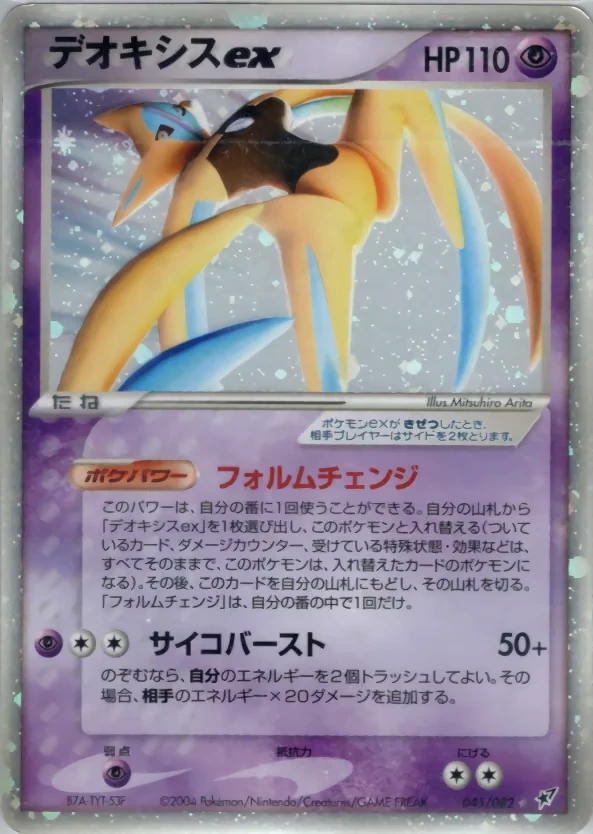 デオキシスex HP110
たね
Illus. Mitsuhiro Arita
ポケモンexが きぜつしたとき、
相手プレイヤーはサイドを2枚とります。
ポケパワー フォルムチェンジ
このパワーは、自分の番に1回使うことができる。自分の山札から
「デオキシスex」を1枚選び出し、このポケモンと入れ替える(ついて
いるカード、ダメージカウンター、受けている特殊状態・効果などは、
すべてそのままで、このポケモンは、入れ替えたカードのポケモンに
なる)。その後、このカードを自分の山札にもどし、その山札を切る。
「フォルムチェンジ」は、自分の番の中で1回だけ。
サイコバースト 50+
のぞむなら、自分のエネルギーを2個トラッシュしてよい。その
場合、相手のエネルギー×20ダメージを追加する。
弱点 抵抗力 にげる
B7A-TYT-53F ©2004 Pokémon/Nintendo/Creatures/GAME FREAK 045/082